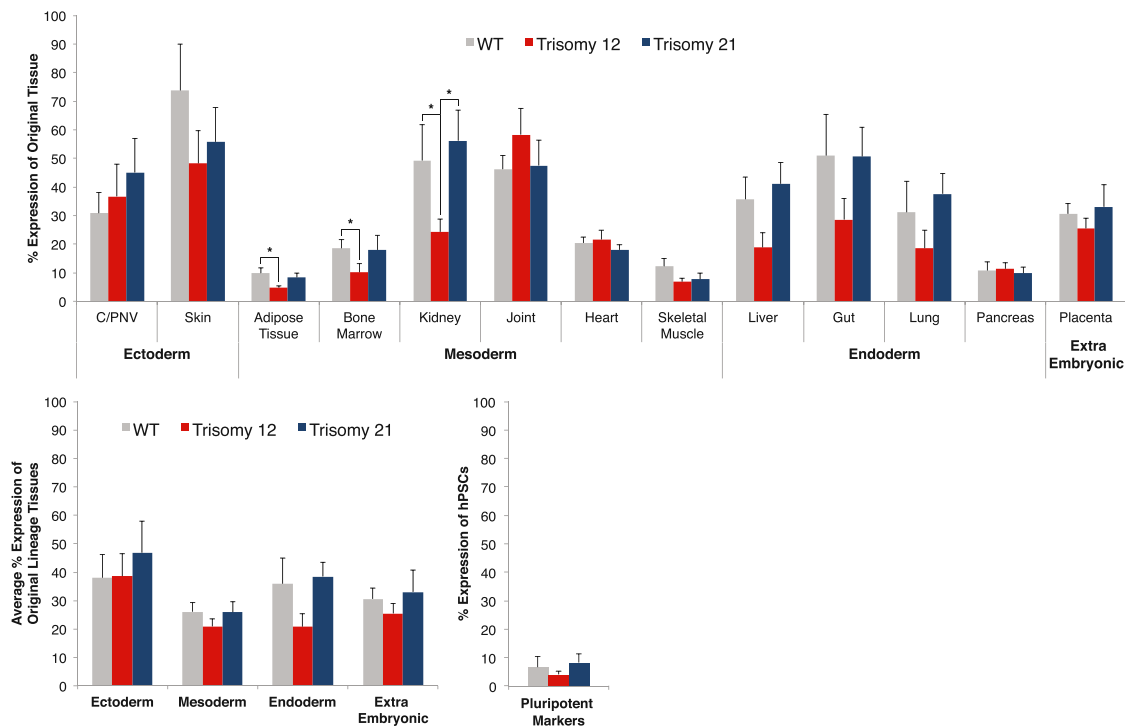 % Expression of Original Tissue
100
90
80
70
60
50
40
30
20
10
0
WT Trisomy 12 Trisomy 21
* * * *
C/PNV Skin Adipose Tissue Bone Marrow Kidney Joint Heart Skeletal Muscle Liver Gut Lung Pancreas Placenta
Ectoderm Mesoderm Endoderm Extra Embryonic
Average % Expression of
Original Lineage Tissues
100
90
80
70
60
50
40
30
20
10
0
WT Trisomy 12 Trisomy 21
Ectoderm Mesoderm Endoderm Extra Embryonic
% Expression of hPSCs
100
90
80
70
60
50
40
30
20
10
0
Pluripotent
Markers